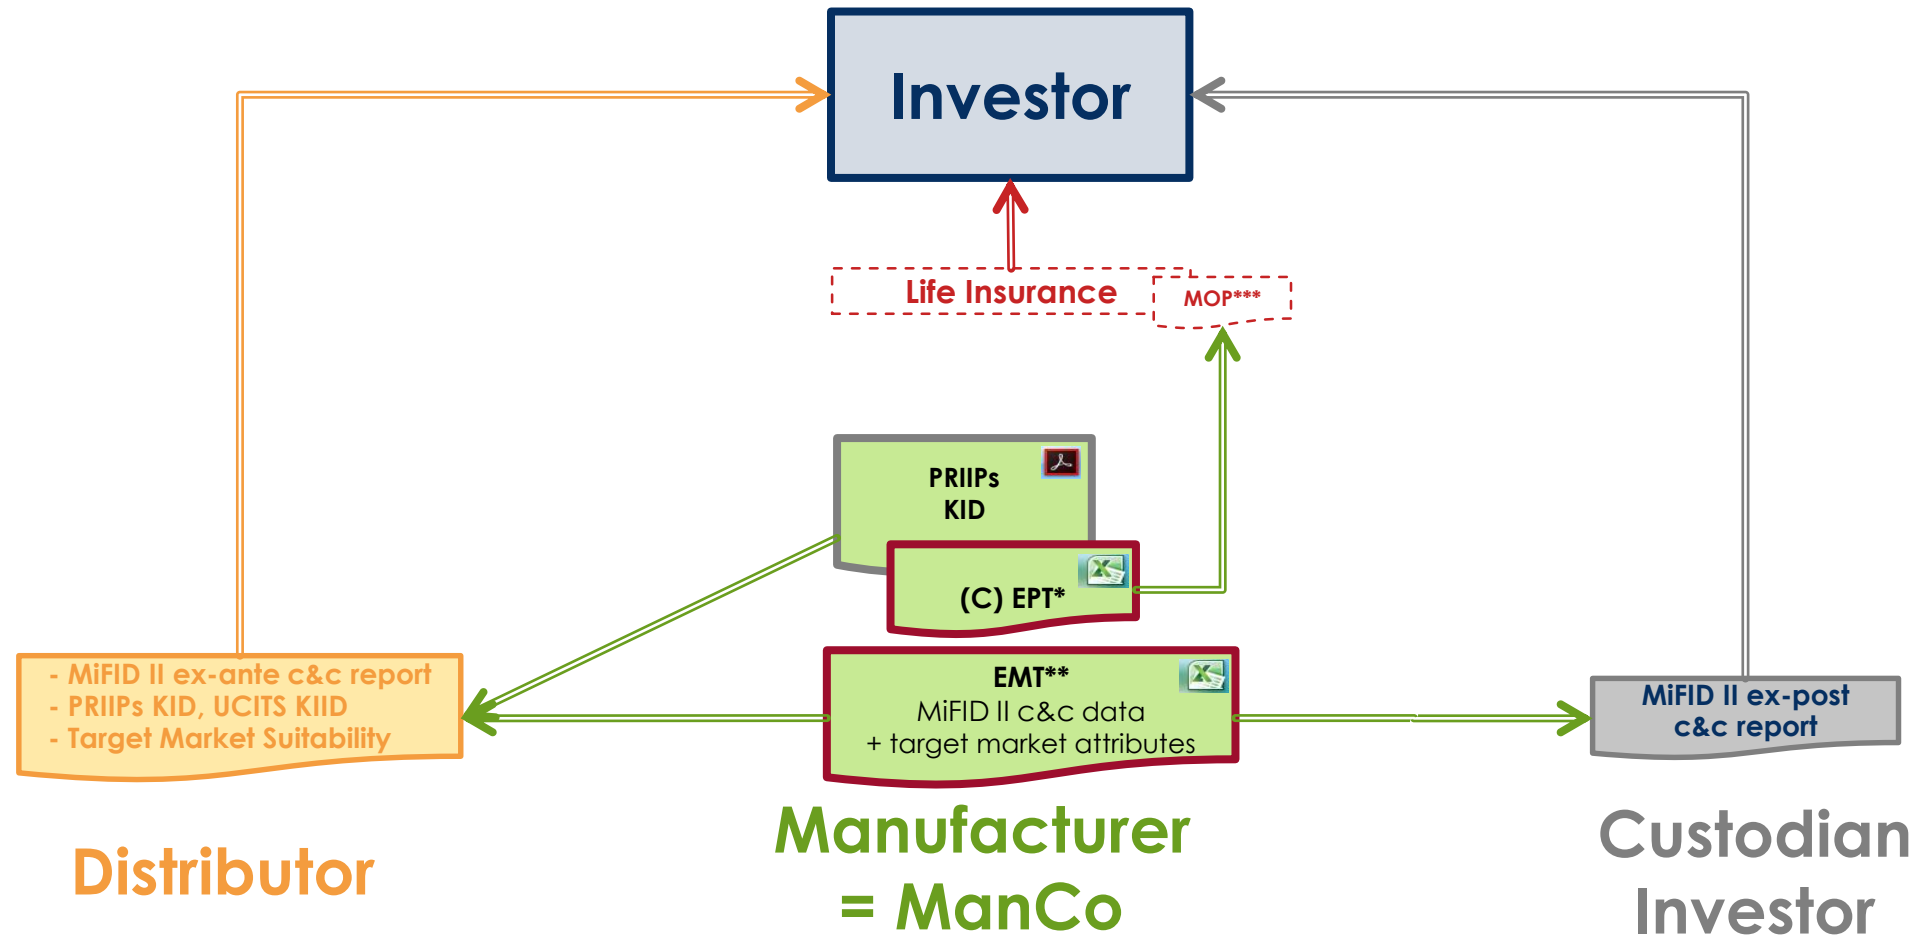 Investor
Life Insurance
MOP***
PRIIPs
KID
(C) EPT*
EMT**
MiFID II c&c data
+ target market attributes
- MiFID II ex-ante c&c report
- PRIIPs KID, UCITS KIID
- Target Market Suitability
MiFID II ex-post
c&c report
Distributor
Manufacturer
= ManCo
Custodian
Investor